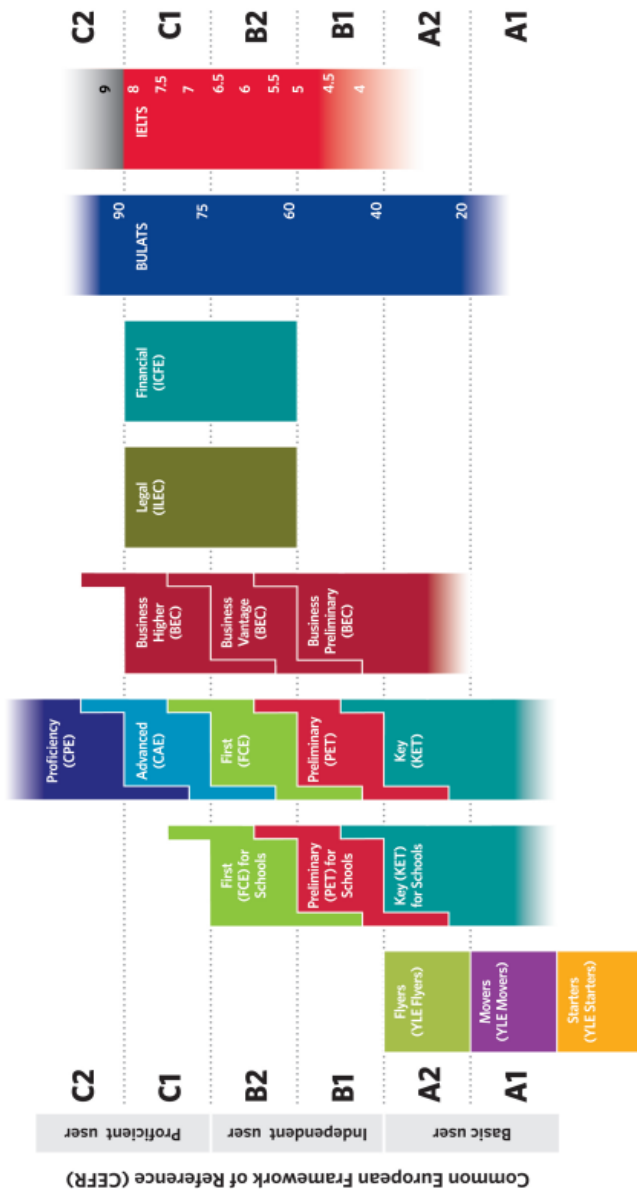 Common European Framework of Reference (CEFR)
Proficient user
Independent user
Basic user
C2
C1
B2
B1
A2
A1
Flyers
(YLE Flyers)
Movers
(YLE Movers)
Starters
(YLE Starters)
First
(FCE) for
Schools
Preliminary
(PET) for
Schools
Key (KET)
for Schools
Proficiency
(CPE)
Advanced
(CAE)
First
(FCE)
Preliminary
(PET)
Key
(KET)
Business
Higher
(BEC)
Business
Vantage
(BEC)
Business
Preliminary
(BEC)
Legal
(ILEC)
Financial
(ICFE)
BULATS
90
75
60
40
20
IELTS
9
8
7.5
7
6.5
6
5.5
5
4.5
4
C2
C1
B2
B1
A2
A1